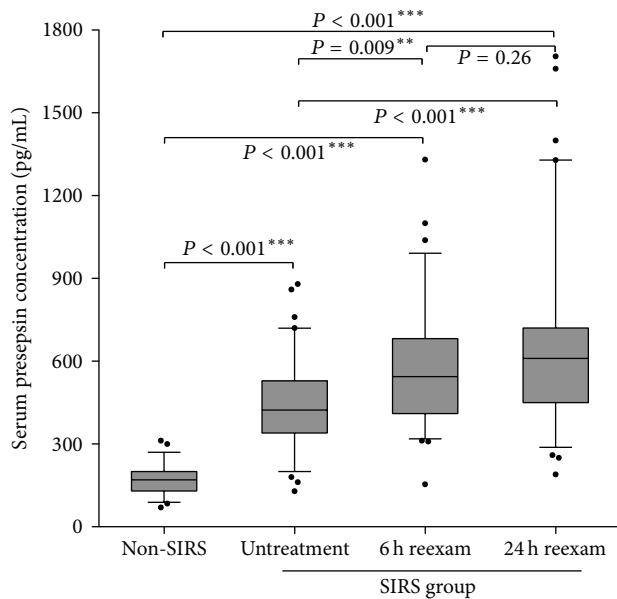 P < 0.001***
P = 0.009**
P = 0.26
P < 0.001***
P < 0.001***
P < 0.001***
Serum presepsin concentration (pg/mL)
1800
1500
1200
900
600
300
0
Non-SIRS Untreatment 6 h reexam 24 h reexam
SIRS group